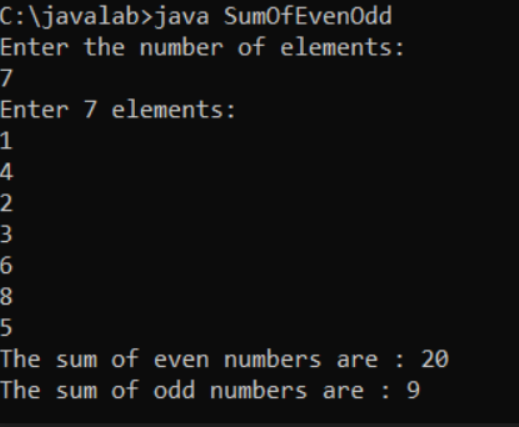 C:\javalab>java SumOfEvenOdd
Enter the number of elements:
7
Enter 7 elements:
1
4
2
3
6
8
5
The sum of even numbers are : 20
The sum of odd numbers are : 9